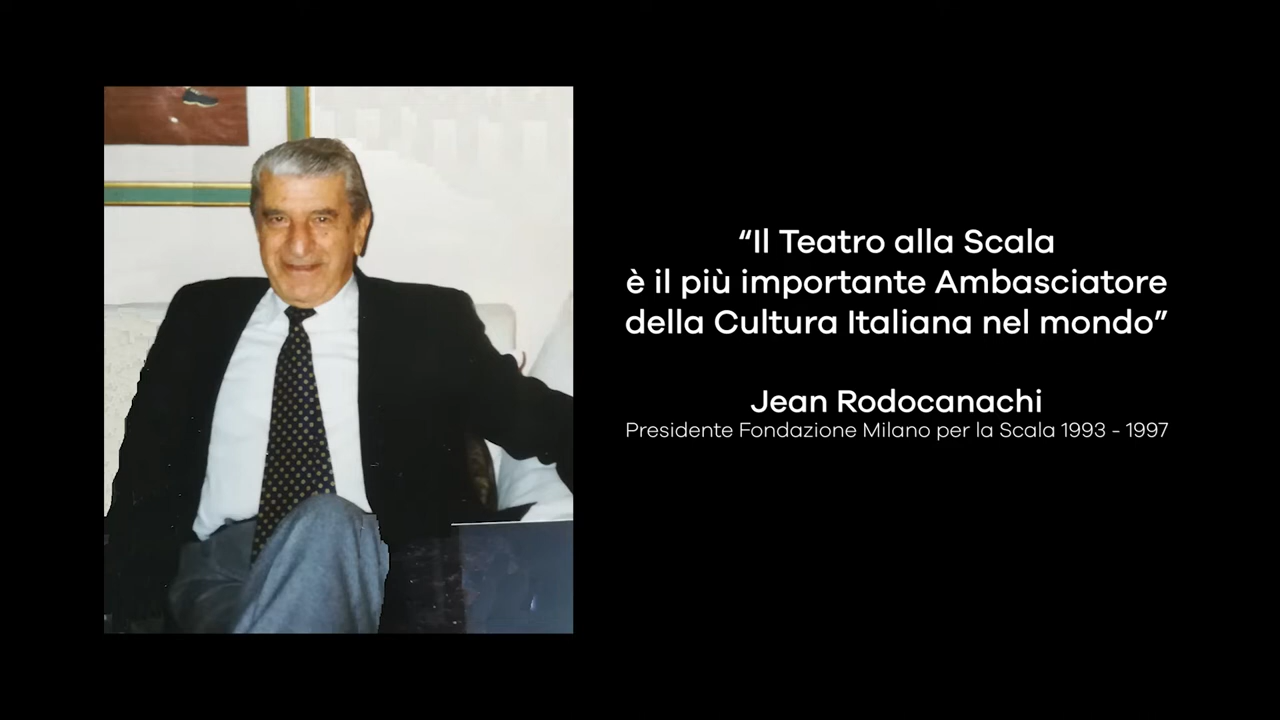 “Il Teatro alla Scala
è il più importante Ambasciatore
della Cultura Italiana nel mondo”
Jean Rodocanachi
Presidente Fondazione Milano per la Scala 1993 - 1997